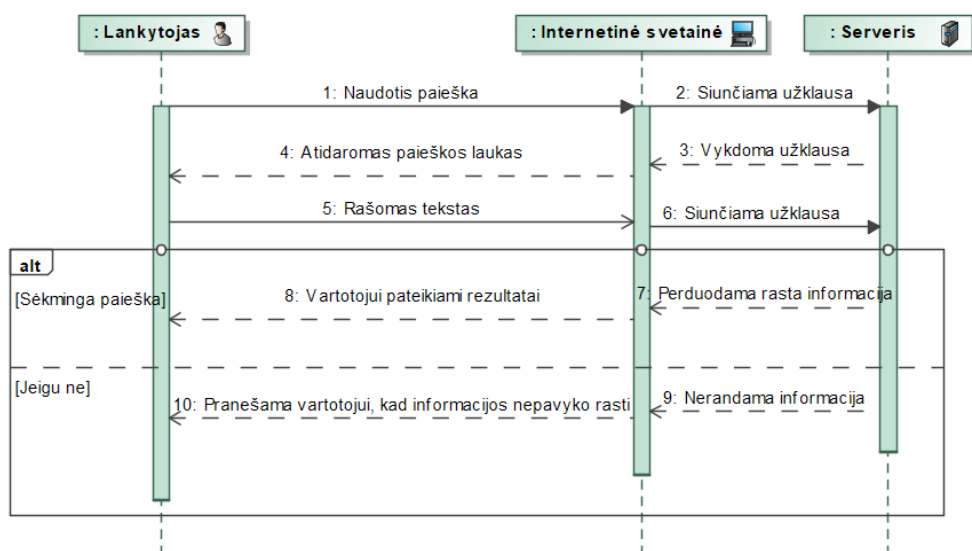 : Lankytojas
: Internetinė svetainė
: Serveris
1: Naudotis paieška
2: Siunčiama užklausa
3: Vykdoma užklausa
4: Atidaromas paieškos laukas
5: Rašomas tekstas
6: Siunčiama užklausa
alt
[Sėkminga paieška]
8: Vartotojui pateikiami rezultatai
7: Perduodama rasta informacija
[Jeigu ne]
10: Pranešama vartotojui, kad informacijos nepavyko rasti
9: Nerandama informacija